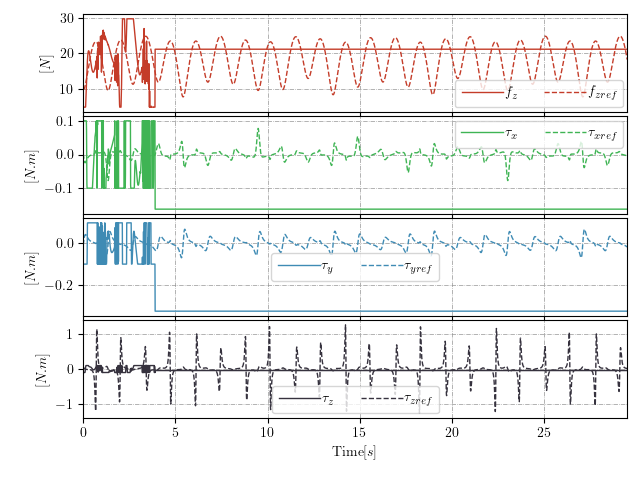 30
20
10
[N]
f_z f_zref
0.1
0.0
−0.1
[N.m]
τ_x τ_xref
0.0
−0.2
[N.m]
τ_y τ_yref
1
0
−1
[N.m]
τ_z τ_zref
0 5 10 15 20 25
Time[s]